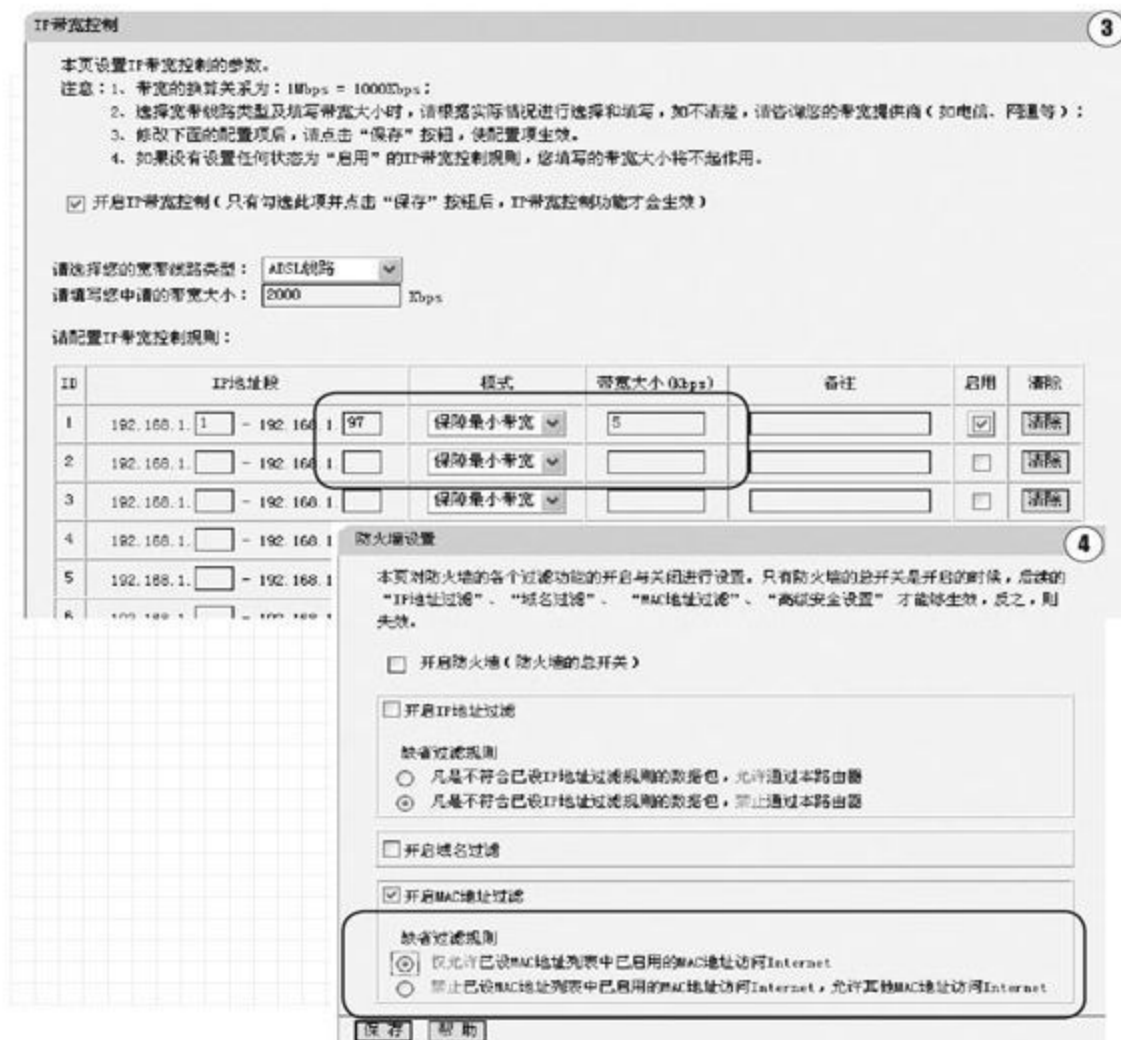 IP带宽控制
3
本页设置IP带宽控制的参数。
注意：1、带宽的换算关系为：1Mbps = 1000Kbps；
2、选择宽带线路类型及填写带宽大小时，请根据实际情况进行选择和填写，如不清楚，请咨询您的带宽提供商（如电信、网通等）；
3、修改下面的配置项后，请点击“保存”按钮，使配置项生效。
4、如果没有设置任何状态为“启用”的IP带宽控制规则，您填写的带宽大小将不起作用。
开启IP带宽控制（只有勾选此项并点击“保存”按钮后，IP带宽控制功能才会生效）
请选择您的宽带线路类型： ADSL线路
请填写您申请的带宽大小： 2000 Kbps
请配置IP带宽控制规则：
ID IP地址段 模式 带宽大小(Kbps) 备注 启用 清除
1 192.168.1. 1 - 192.168.1. 97 保障最小带宽 5 清除
2 192.168.1. - 192.168.1. 保障最小带宽 清除
3 192.168.1. - 192.168.1. 保障最小带宽 清除
4 192.168.1. - 192.168.1
5 192.168.1. - 192.168.1
6 192.168.1. - 192.168.1
防火墙设置
4
本页对防火墙的各个过滤功能的开启与关闭进行设置。只有防火墙的总开关是开启的时候，后续的
“IP地址过滤”、“域名过滤”、“MAC地址过滤”、“高级安全设置” 才能够生效，反之，则
失效。
开启防火墙（防火墙的总开关）
开启IP地址过滤
缺省过滤规则
凡是不符合已设IP地址过滤规则的数据包，允许通过本路由器
凡是不符合已设IP地址过滤规则的数据包，禁止通过本路由器
开启域名过滤
开启MAC地址过滤
缺省过滤规则
仅允许已设MAC地址列表中已启用的MAC地址访问Internet
禁止已设MAC地址列表中已启用的MAC地址访问Internet，允许其他MAC地址访问Internet
保存 帮助